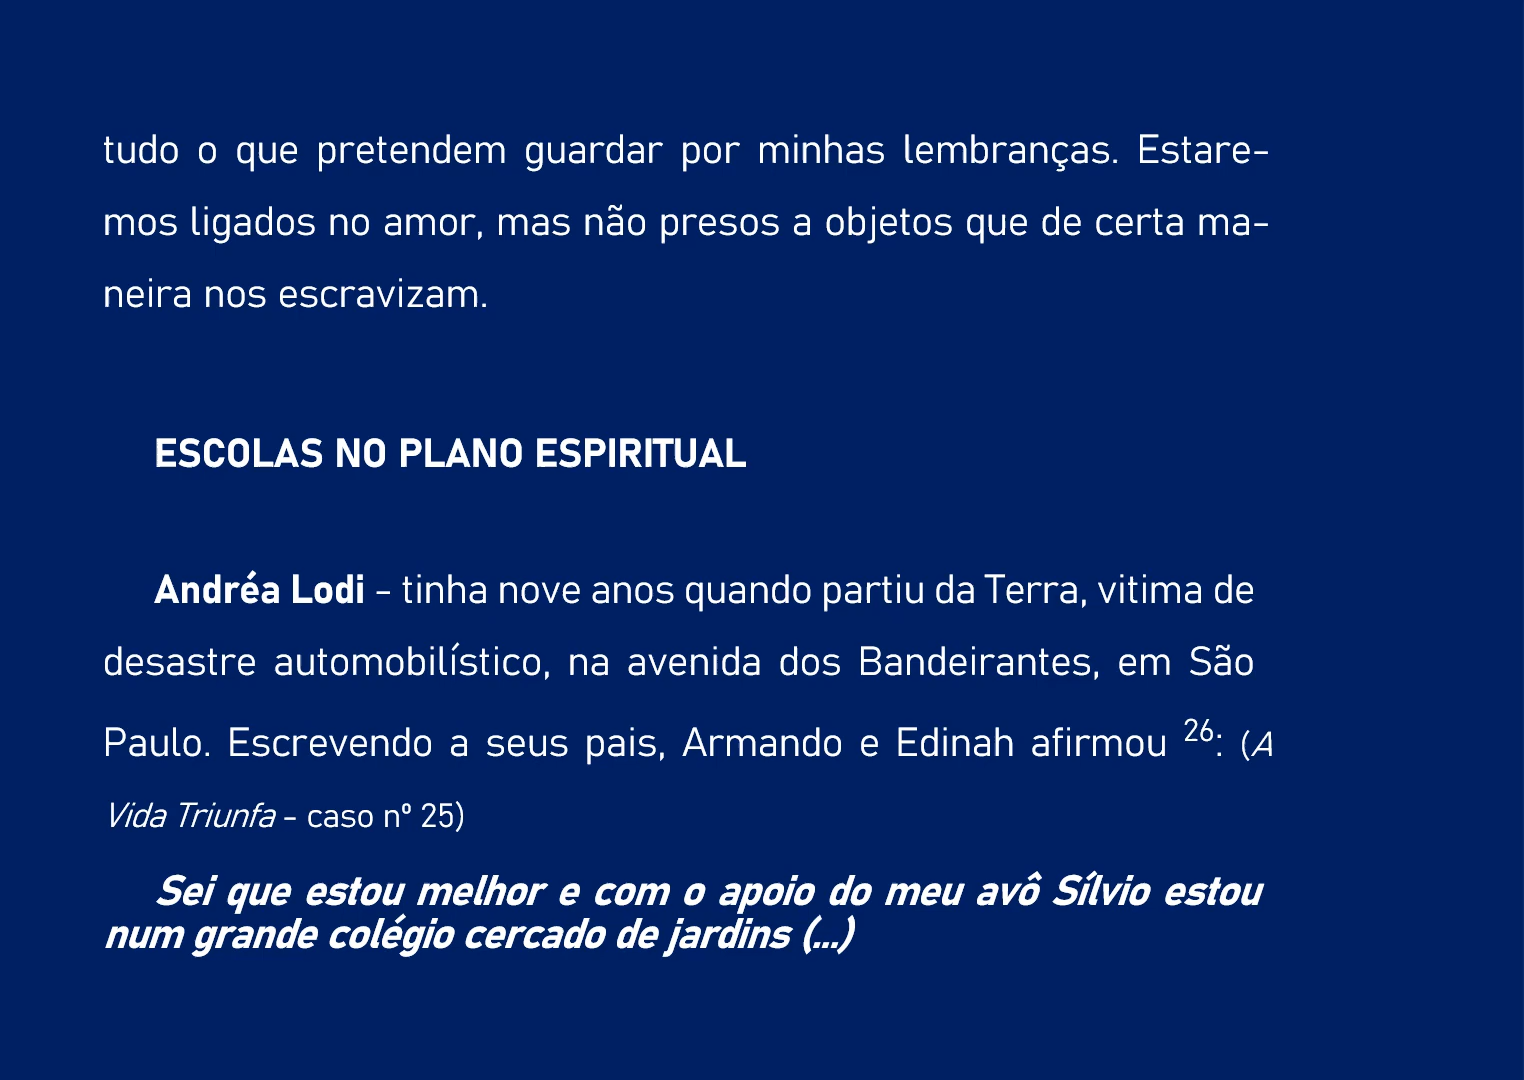 tudo o que pretendem guardar por minhas lembranças. Estare-
mos ligados no amor, mas não presos a objetos que de certa ma-
neira nos escravizam.
ESCOLAS NO PLANO ESPIRITUAL
Andréa Lodi - tinha nove anos quando partiu da Terra, vitima de
desastre automobilístico, na avenida dos Bandeirantes, em São
Paulo. Escrevendo a seus pais, Armando e Edinah afirmou 26: (A
Vida Triunfa - caso nº 25)
Sei que estou melhor e com o apoio do meu avô Sílvio estou
num grande colégio cercado de jardins (...)